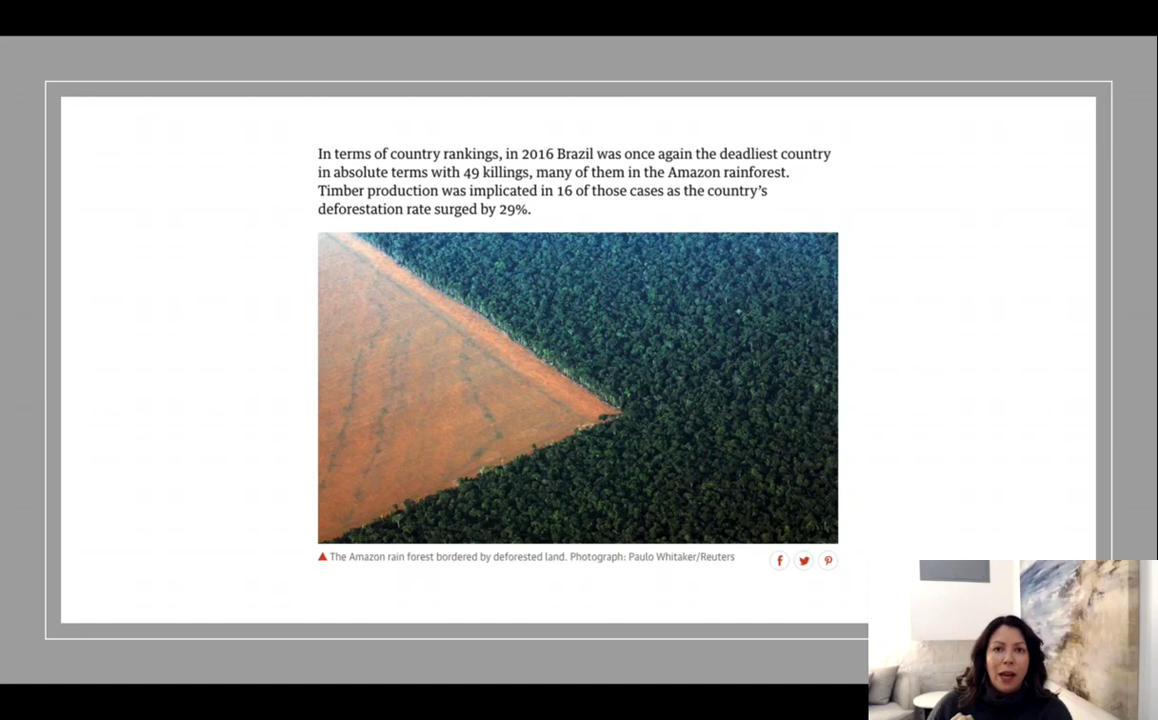 In terms of country rankings, in 2016 Brazil was once again the deadliest country
in absolute terms with 49 killings, many of them in the Amazon rainforest.
Timber production was implicated in 16 of those cases as the country’s
deforestation rate surged by 29%.
The Amazon rain forest bordered by deforested land. Photograph: Paulo Whitaker/Reuters